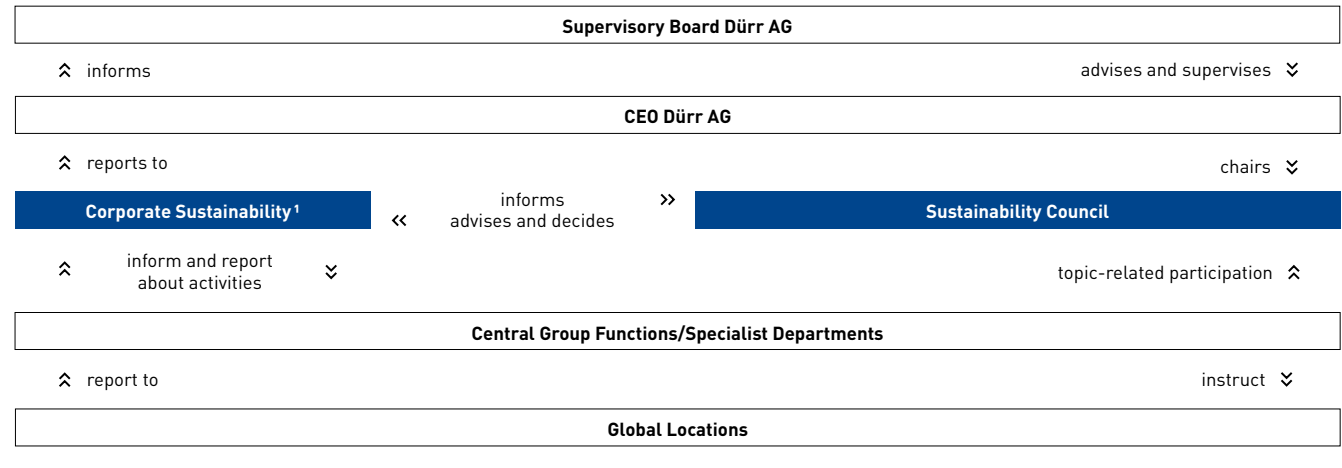 Supervisory Board Dürr AG
informs
advises and supervises
CEO Dürr AG
reports to
chairs
Corporate Sustainability ¹
informs
advises and decides
Sustainability Council
inform and report
about activities
topic-related participation
Central Group Functions/Specialist Departments
report to
instruct
Global Locations